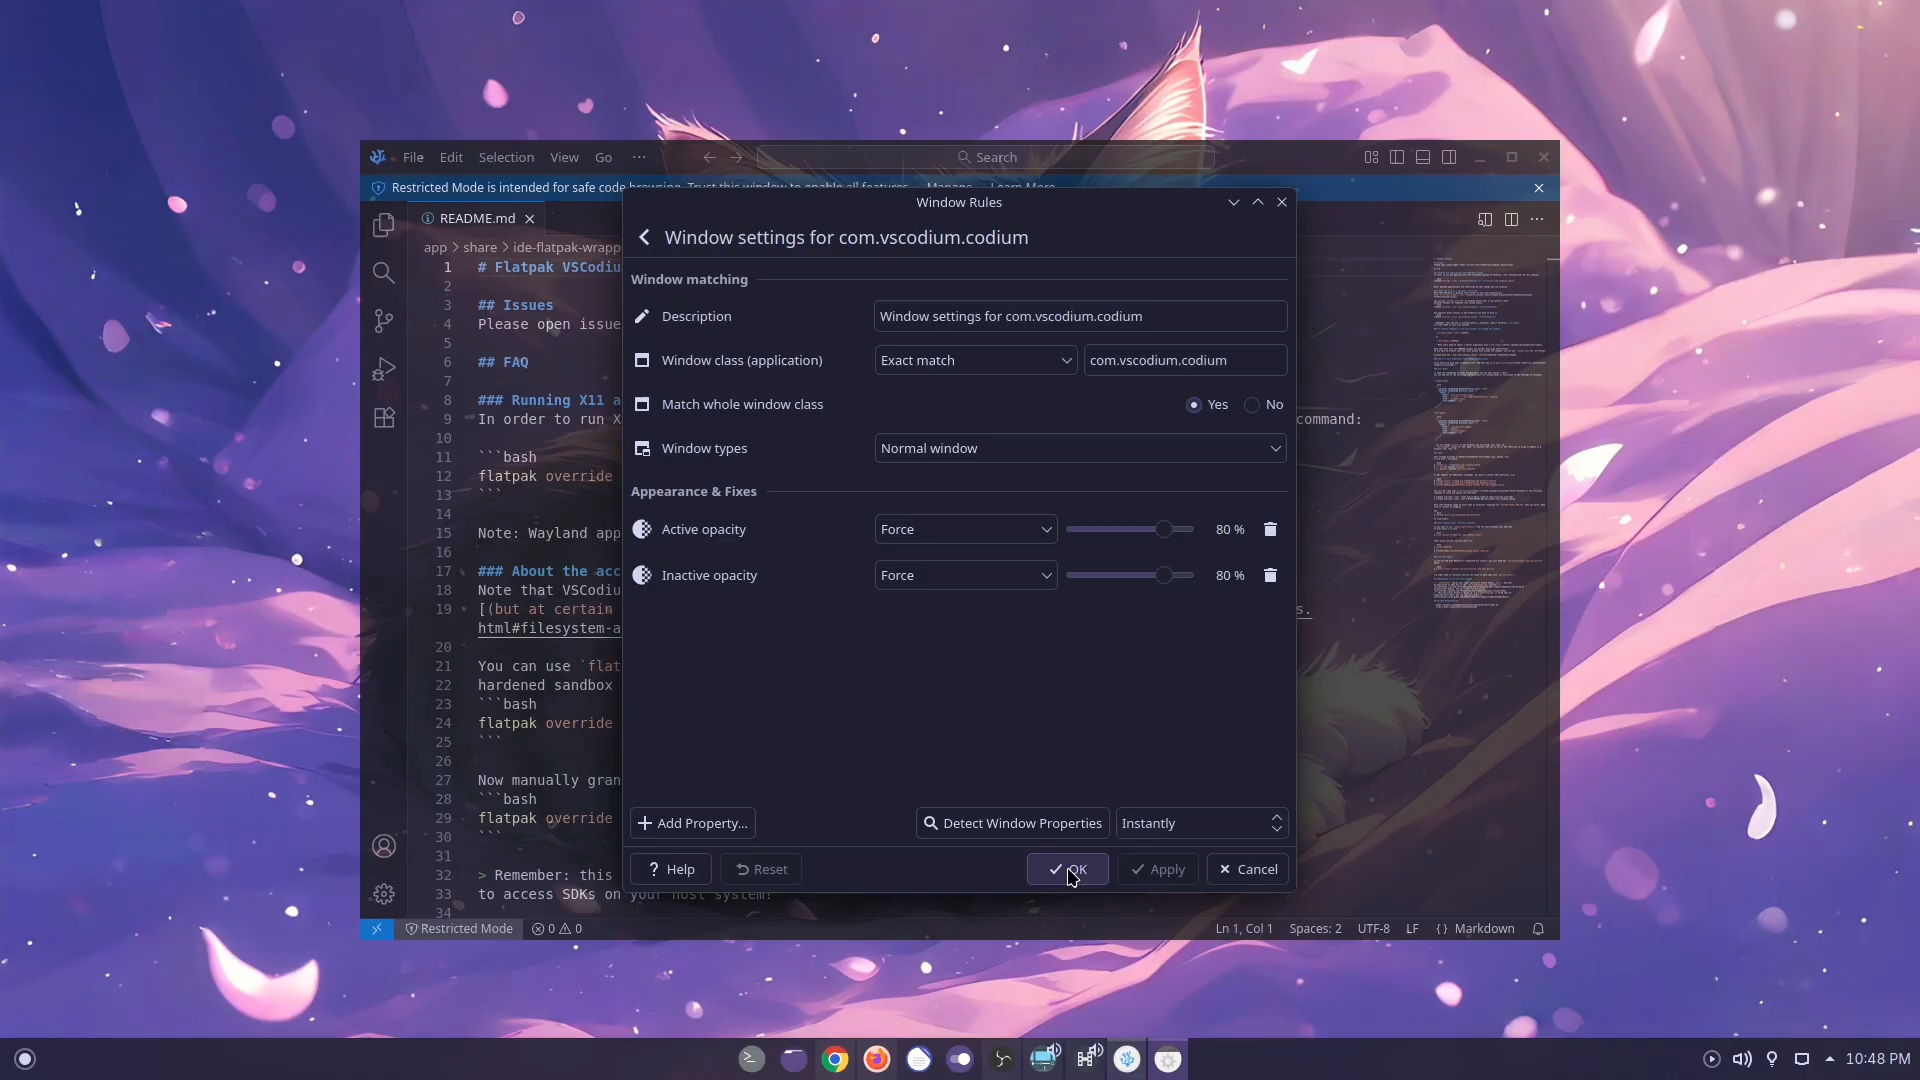 File Edit Selection View Go ···
Search
Restricted Mode is intended for safe code browsing. Trust this window to enable all features. Manage Learn More
README.md
app > share > ide-flatpak-wrapp
1 # Flatpak VSCodiu
2
3 ## Issues
4 Please open issue
5
6 ## FAQ
7
8 ### Running X11 a
9 In order to run X
command:
10
11 ```bash
12 flatpak override
13 ```
14
15 Note: Wayland app
16
17 ### About the acc
18 Note that VSCodiu
19 [(but at certain
s.
html#filesystem-a
20
21 You can use `flat
22 hardened sandbox
23 ```bash
24 flatpak override
25 ```
26
27 Now manually gran
28 ```bash
29 flatpak override
30 ```
31
32 > Remember: this
33 to access SDKs on your host system!
34
Window Rules
Window settings for com.vscodium.codium
Window matching
Description
Window settings for com.vscodium.codium
Window class (application)
Exact match
com.vscodium.codium
Match whole window class
Yes No
Window types
Normal window
Appearance & Fixes
Active opacity
Force
80 %
Inactive opacity
Force
80 %
Add Property...
Detect Window Properties
Instantly
Help
Reset
OK
Apply
Cancel
Restricted Mode
0 0
Ln 1, Col 1 Spaces: 2 UTF-8 LF {} Markdown
10:48 PM